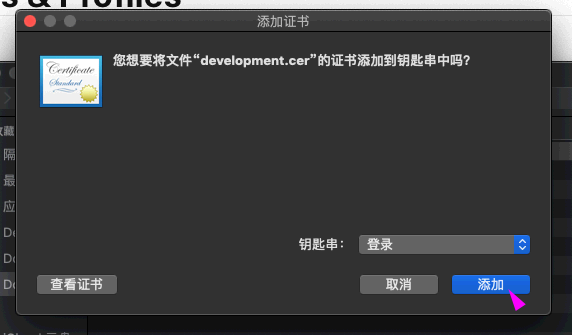 添加证书
您想要将文件“development.cer”的证书添加到钥匙串中吗?
Certificate
Standard
钥匙串:
登录
查看证书
取消
添加